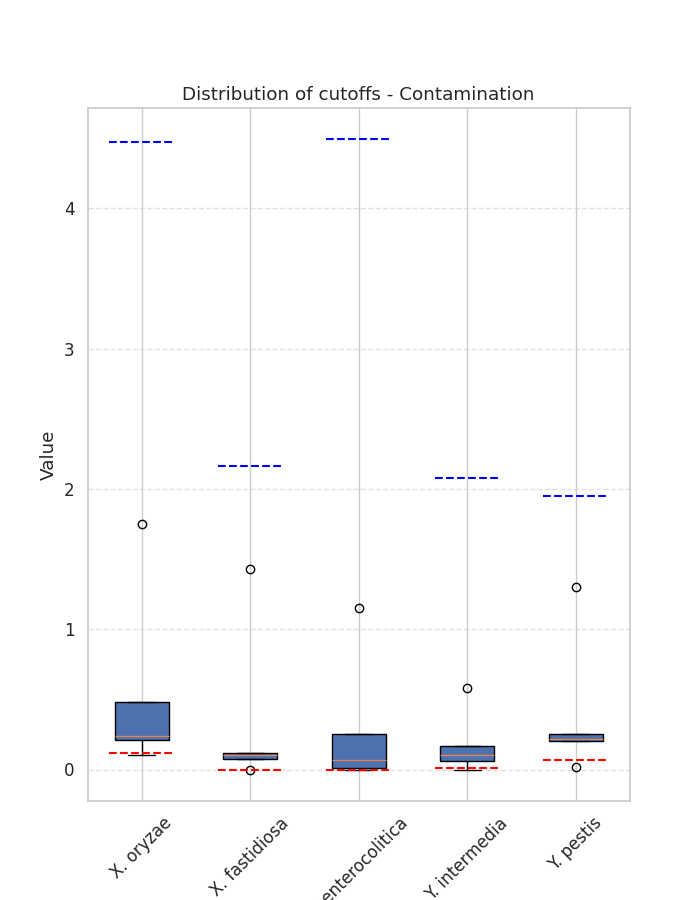 Distribution of cutoffs - Contamination
Value
4
3
2
1
0
X. oryzae
X. fastidiosa
enterocolitica
Y. intermedia
Y. pestis